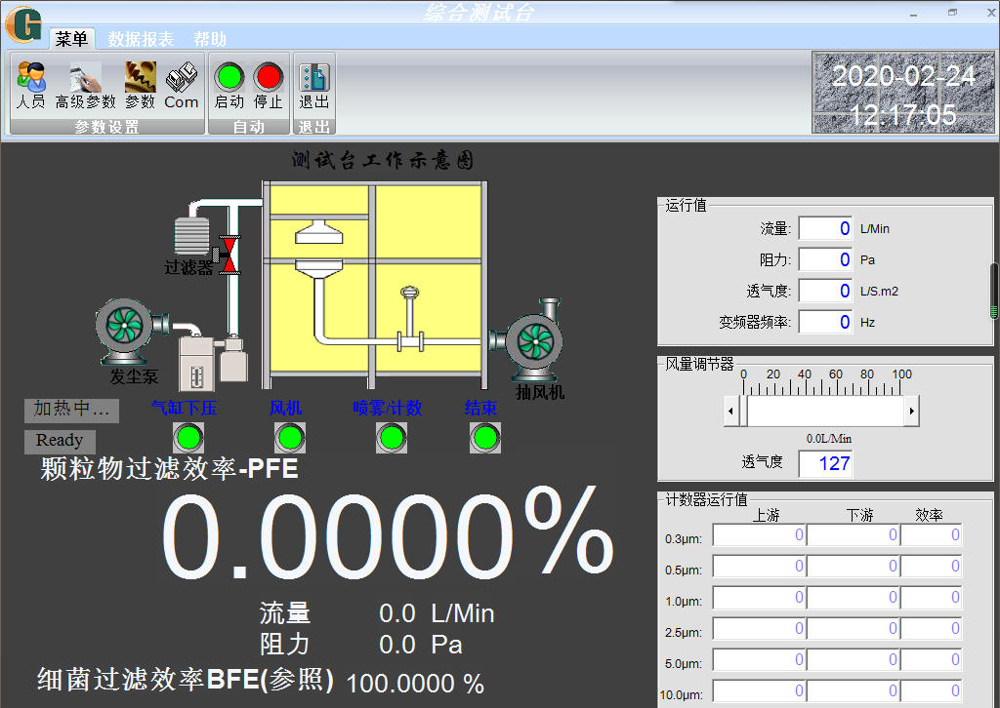 综合测试台
菜单 数据报表 帮助
人员 高级参数 参数 Com 启动 停止 退出
参数设置 自动 退出
2020-02-24
12:17:05
测试台工作示意图
过滤器
发尘泵
抽风机
加热中...
气缸下压 风机 喷雾/计数 结束
Ready
颗粒物过滤效率-PFE
0.0000%
流量 0.0 L/Min
阻力 0.0 Pa
细菌过滤效率BFE(参照) 100.0000 %
运行值
流量: 0 L/Min
阻力: 0 Pa
透气度: 0 L/S.m2
变频器频率: 0 Hz
风量调节器
0 20 40 60 80 100
0.0L/Min
透气度 127
计数器运行值
上游 下游 效率
0.3μm: 0 0 0
0.5μm: 0 0 0
1.0μm: 0 0 0
2.5μm: 0 0 0
5.0μm: 0 0 0
10.0μm: 0 0 0